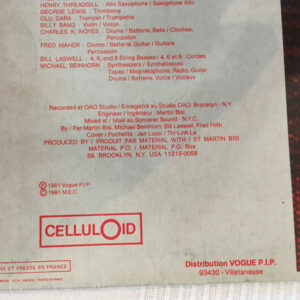 HENRY THREADGILL : Alto Saxophone / Saxophone Alto
GEORGE LEWIS : Trombone
OLU DARA : Trumpet / Trompette
BILLY BANG : Violin / Violon
CHARLES K. NOYES : Drums / Batterie, Bells / Cloches,
Percussion
FRED MAHER : Drums / Batterie, Guitar / Guitare
Percussion
BILL LASWELL : 4, 6, and 8 String Basses / 4, 6 et 8 Cordes
MICHAEL BEINHORN : Synthesizers / Synthétiseurs
Tapes / Magnétophone, Radio, Guitar
Drums / Batterie, Voice / Vocaux
Recorded at OAO Studio / Enregistré au Studio OAO. Brooklyn - N.Y.
Engineer / Ingénieur : Martin Bisi
Mixed at / Mixé au Sorcerer Sound - N.Y.C.
By / Par Martin Bisi, Michael Beinhorn, Bill Laswell, Fred Frith
Cover / Pochette : Jan Luss / Thi-Linh Le
PRODUCED BY / PRODUIT PAR MATERIAL WITH / ET MARTIN BISI
MATERIAL P.O. / MATERIAL P.O. Box
59, BROOKLYN, N.Y. USA 11215-0059
℗ 1981 Vogue P.I.P.
© 1981 M.E.C.
CELLULOID
ET PRESSE EN FRANCE
Distribution VOGUE P.I.P.
93430 - Villetaneuse